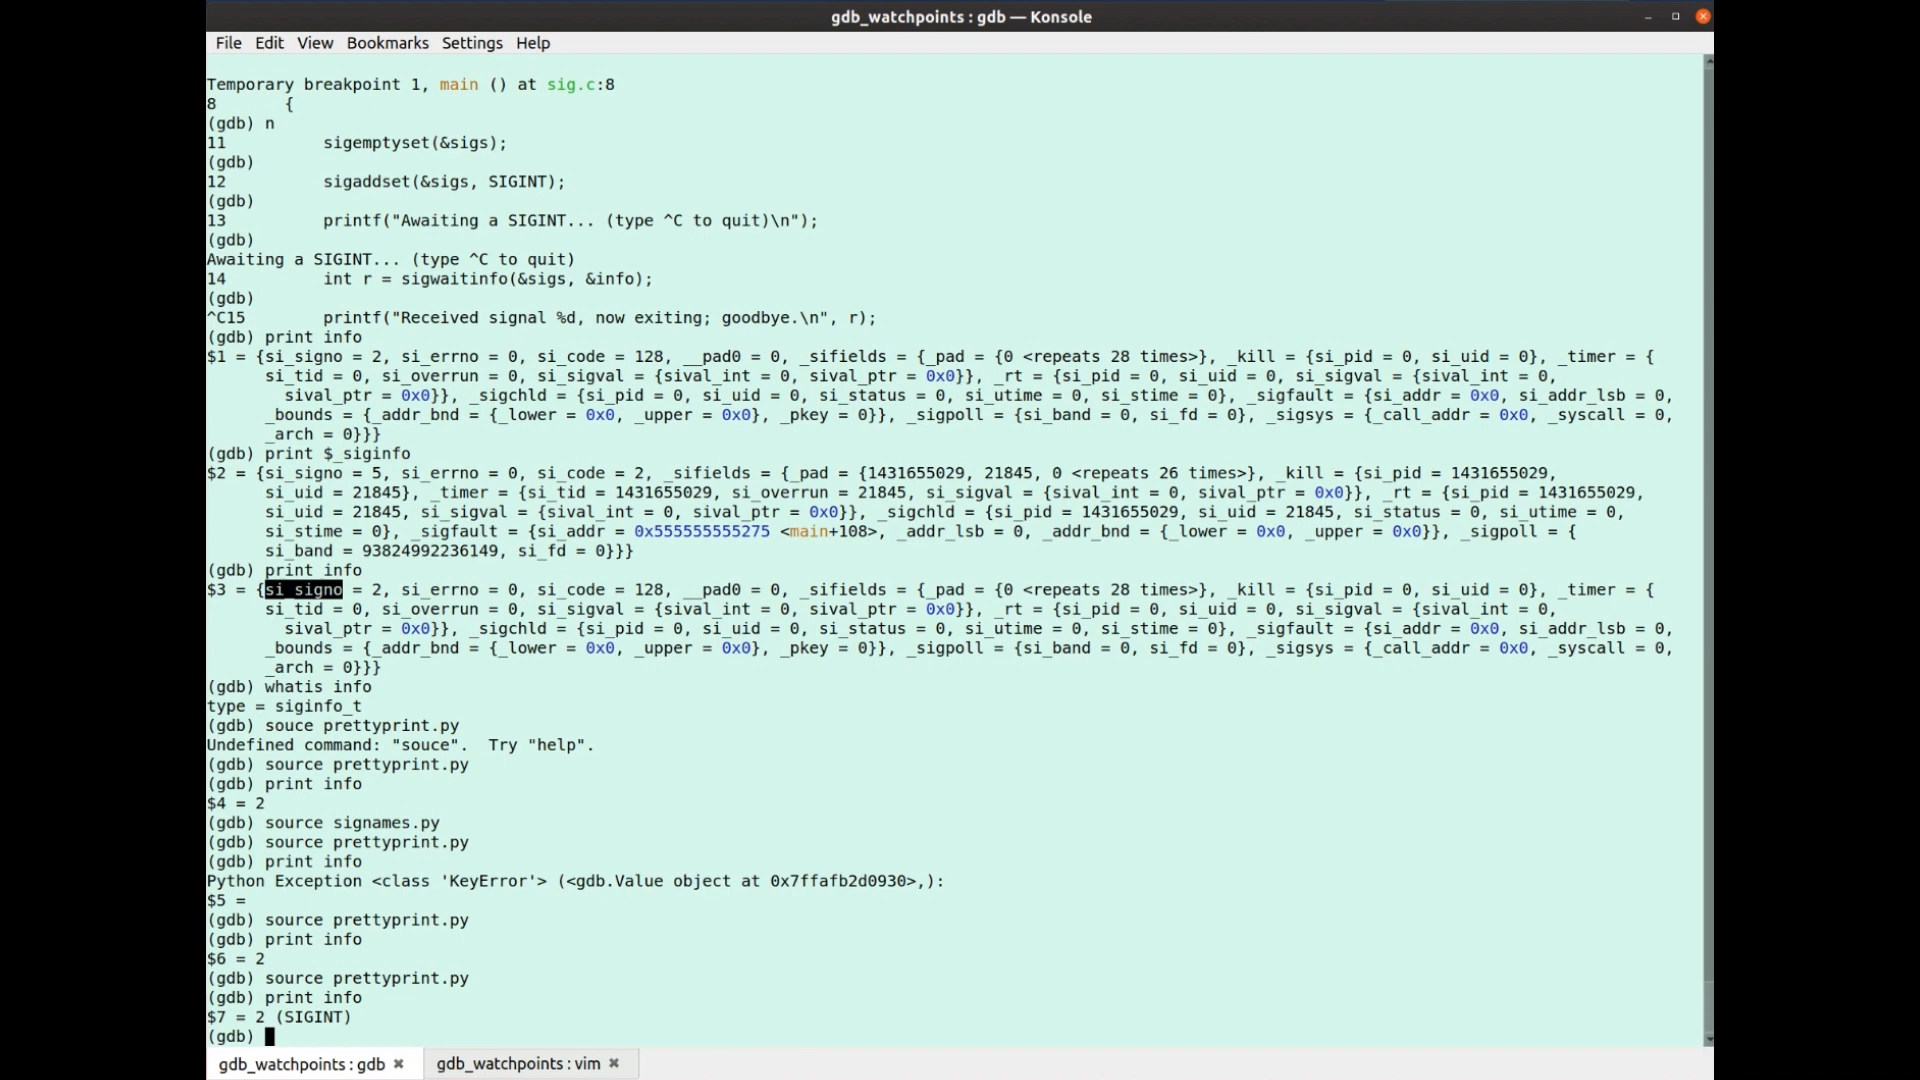 gdb_watchpoints : gdb — Konsole
File Edit View Bookmarks Settings Help
Temporary breakpoint 1, main () at sig.c:8
8       {
(gdb) n
11          sigemptyset(&sigs);
(gdb)
12          sigaddset(&sigs, SIGINT);
(gdb)
13          printf("Awaiting a SIGINT... (type ^C to quit)\n");
(gdb)
Awaiting a SIGINT... (type ^C to quit)
14          int r = sigwaitinfo(&sigs, &info);
(gdb)
^C15        printf("Received signal %d, now exiting; goodbye.\n", r);
(gdb) print info
$1 = {si_signo = 2, si_errno = 0, si_code = 128, __pad0 = 0, _sifields = {_pad = {0 <repeats 28 times>}, _kill = {si_pid = 0, si_uid = 0}, _timer = {
      si_tid = 0, si_overrun = 0, si_sigval = {sival_int = 0, sival_ptr = 0x0}}, _rt = {si_pid = 0, si_uid = 0, si_sigval = {sival_int = 0,
        sival_ptr = 0x0}}, _sigchld = {si_pid = 0, si_uid = 0, si_status = 0, si_utime = 0, si_stime = 0}, _sigfault = {si_addr = 0x0, si_addr_lsb = 0,
      _bounds = {_addr_bnd = {_lower = 0x0, _upper = 0x0}, _pkey = 0}}, _sigpoll = {si_band = 0, si_fd = 0}, _sigsys = {_call_addr = 0x0, _syscall = 0,
      _arch = 0}}}
(gdb) print $_siginfo
$2 = {si_signo = 5, si_errno = 0, si_code = 2, _sifields = {_pad = {1431655029, 21845, 0 <repeats 26 times>}, _kill = {si_pid = 1431655029,
      si_uid = 21845}, _timer = {si_tid = 1431655029, si_overrun = 21845, si_sigval = {sival_int = 0, sival_ptr = 0x0}}, _rt = {si_pid = 1431655029,
      si_uid = 21845, si_sigval = {sival_int = 0, sival_ptr = 0x0}}, _sigchld = {si_pid = 1431655029, si_uid = 21845, si_status = 0, si_utime = 0,
      si_stime = 0}, _sigfault = {si_addr = 0x555555555275 <main+108>, _addr_lsb = 0, _addr_bnd = {_lower = 0x0, _upper = 0x0}}, _sigpoll = {
      si_band = 93824992236149, si_fd = 0}}}
(gdb) print info
$3 = {si_signo = 2, si_errno = 0, si_code = 128, __pad0 = 0, _sifields = {_pad = {0 <repeats 28 times>}, _kill = {si_pid = 0, si_uid = 0}, _timer = {
      si_tid = 0, si_overrun = 0, si_sigval = {sival_int = 0, sival_ptr = 0x0}}, _rt = {si_pid = 0, si_uid = 0, si_sigval = {sival_int = 0,
        sival_ptr = 0x0}}, _sigchld = {si_pid = 0, si_uid = 0, si_status = 0, si_utime = 0, si_stime = 0}, _sigfault = {si_addr = 0x0, si_addr_lsb = 0,
      _bounds = {_addr_bnd = {_lower = 0x0, _upper = 0x0}, _pkey = 0}}, _sigpoll = {si_band = 0, si_fd = 0}, _sigsys = {_call_addr = 0x0, _syscall = 0,
      _arch = 0}}}
(gdb) whatis info
type = siginfo_t
(gdb) souce prettyprint.py
Undefined command: "souce".  Try "help".
(gdb) source prettyprint.py
(gdb) print info
$4 = 2
(gdb) source signames.py
(gdb) source prettyprint.py
(gdb) print info
Python Exception <class 'KeyError'> (<gdb.Value object at 0x7ffafb2d0930>,):
$5 =
(gdb) source prettyprint.py
(gdb) print info
$6 = 2
(gdb) source prettyprint.py
(gdb) print info
$7 = 2 (SIGINT)
(gdb)
gdb_watchpoints : gdb gdb_watchpoints : vim